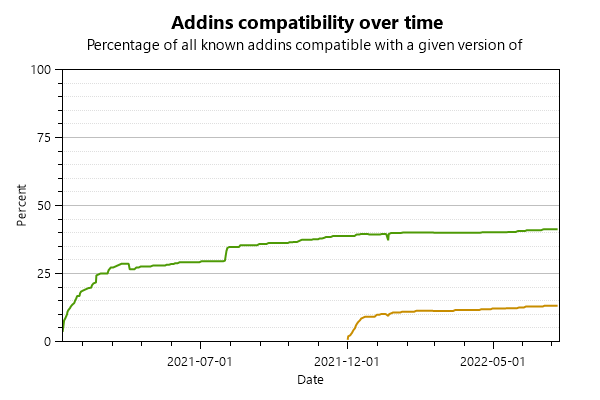 Addins compatibility over time
Percentage of all known addins compatible with a given version of
100
75
50
25
0
Percent
2021-07-01
2021-12-01
2022-05-01
Date